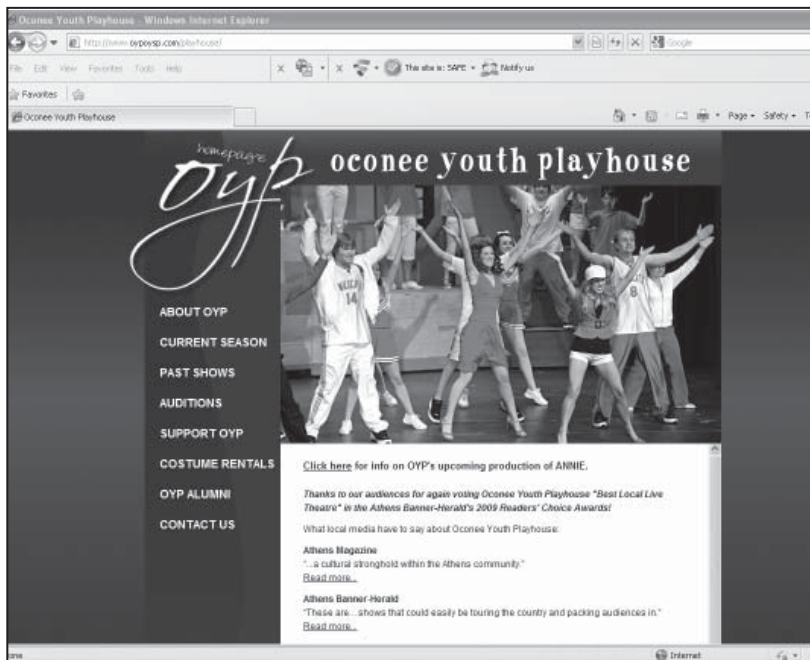 Oconee Youth Playhouse - Windows Internet Explorer
http://www.oypoysp.com/playhouse/
Google
File Edit View Favorites Tools Help
X X This site is: SAFE Notify us
Favorites
Oconee Youth Playhouse
Page Safety
homepage
oyp
oconee youth playhouse
WILDCATS
14
8
ABOUT OYP
CURRENT SEASON
PAST SHOWS
AUDITIONS
SUPPORT OYP
COSTUME RENTALS
OYP ALUMNI
CONTACT US
Click here for info on OYP's upcoming production of ANNIE.
Thanks to our audiences for again voting Oconee Youth Playhouse "Best Local Live
Theatre" in the Athens Banner-Herald's 2009 Readers' Choice Awards!
What local media have to say about Oconee Youth Playhouse:
Athens Magazine
"...a cultural stronghold within the Athens community."
Read more...
Athens Banner-Herald
"These are...shows that could easily be touring the country and packing audiences in."
Read more...
Internet